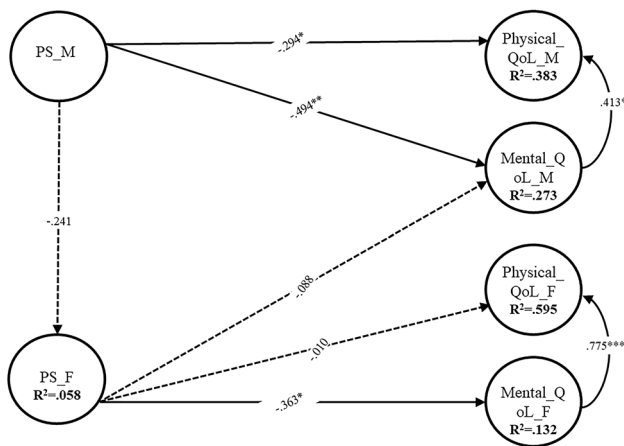 PS_M
-.294*
Physical_
QoL_M
R²=.383
-.494**
.413*
Mental_Q
oL_M
R²=.273
-.241
-.088
Physical_
QoL_F
R²=.595
-.010
PS_F
R²=.058
-.363*
.775***
Mental_Q
oL_F
R²=.132